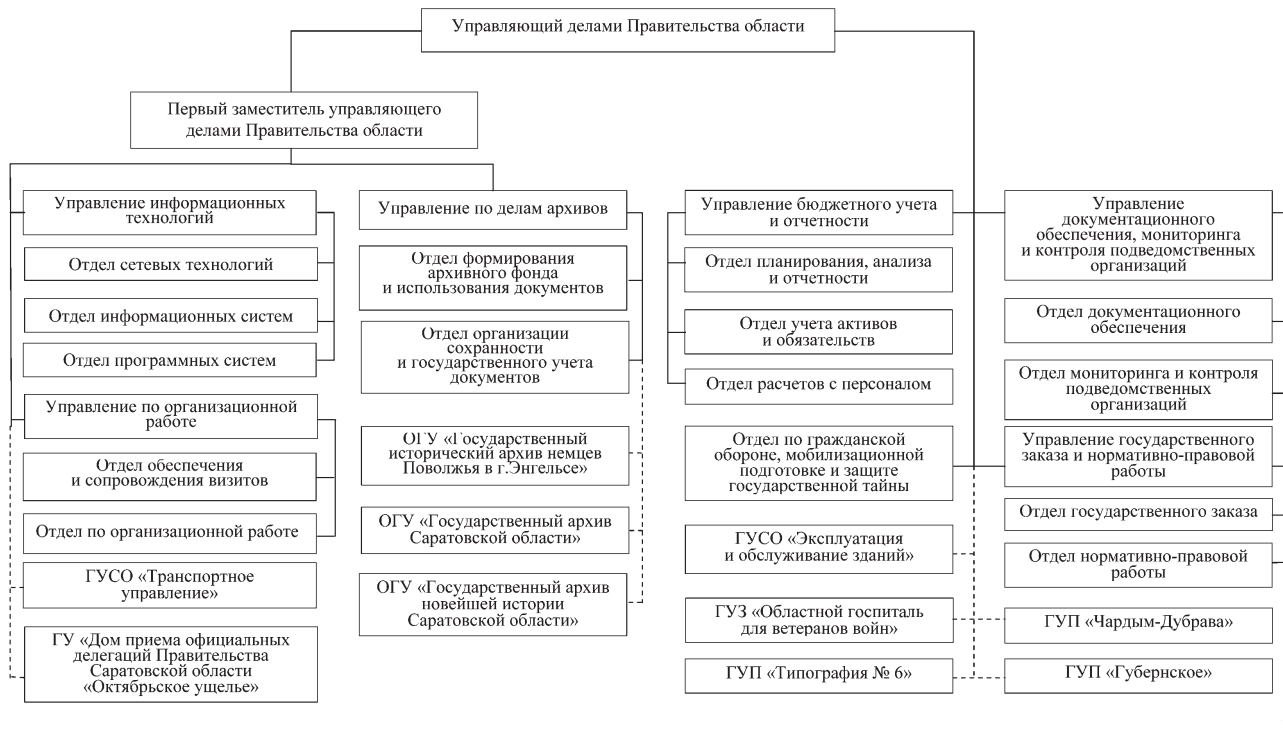 Управляющий делами Правительства области
Первый заместитель управляющего
делами Правительства области
Управление информационных
технологий
Отдел сетевых технологий
Отдел информационных систем
Отдел программных систем
Управление по организационной
работе
Отдел обеспечения
и сопровождения визитов
Отдел по организационной работе
ГУСО «Транспортное
управление»
ГУ «Дом приема официальных
делегаций Правительства
Саратовской области
«Октябрьское ущелье»
Управление по делам архивов
Отдел формирования
архивного фонда
и использования документов
Отдел организации
сохранности
и государственного учета
документов
ОГУ «Государственный
исторический архив немцев
Поволжья в г.Энгельсе»
ОГУ «Государственный архив
Саратовской области»
ОГУ «Государственный архив
новейшей истории
Саратовской области»
Управление бюджетного учета
и отчетности
Отдел планирования, анализа
и отчетности
Отдел учета активов
и обязательств
Отдел расчетов с персоналом
Отдел по гражданской
обороне, мобилизационной
подготовке и защите
государственной тайны
ГУСО «Эксплуатация
и обслуживание зданий»
ГУЗ «Областной госпиталь
для ветеранов войн»
ГУП «Типография № 6»
Управление
документационного
обеспечения, мониторинга
и контроля подведомственных
организаций
Отдел документационного
обеспечения
Отдел мониторинга и контроля
подведомственных
организаций
Управление государственного
заказа и нормативно-правовой
работы
Отдел государственного заказа
Отдел нормативно-правовой
работы
ГУП «Чардым-Дубрава»
ГУП «Губернское»